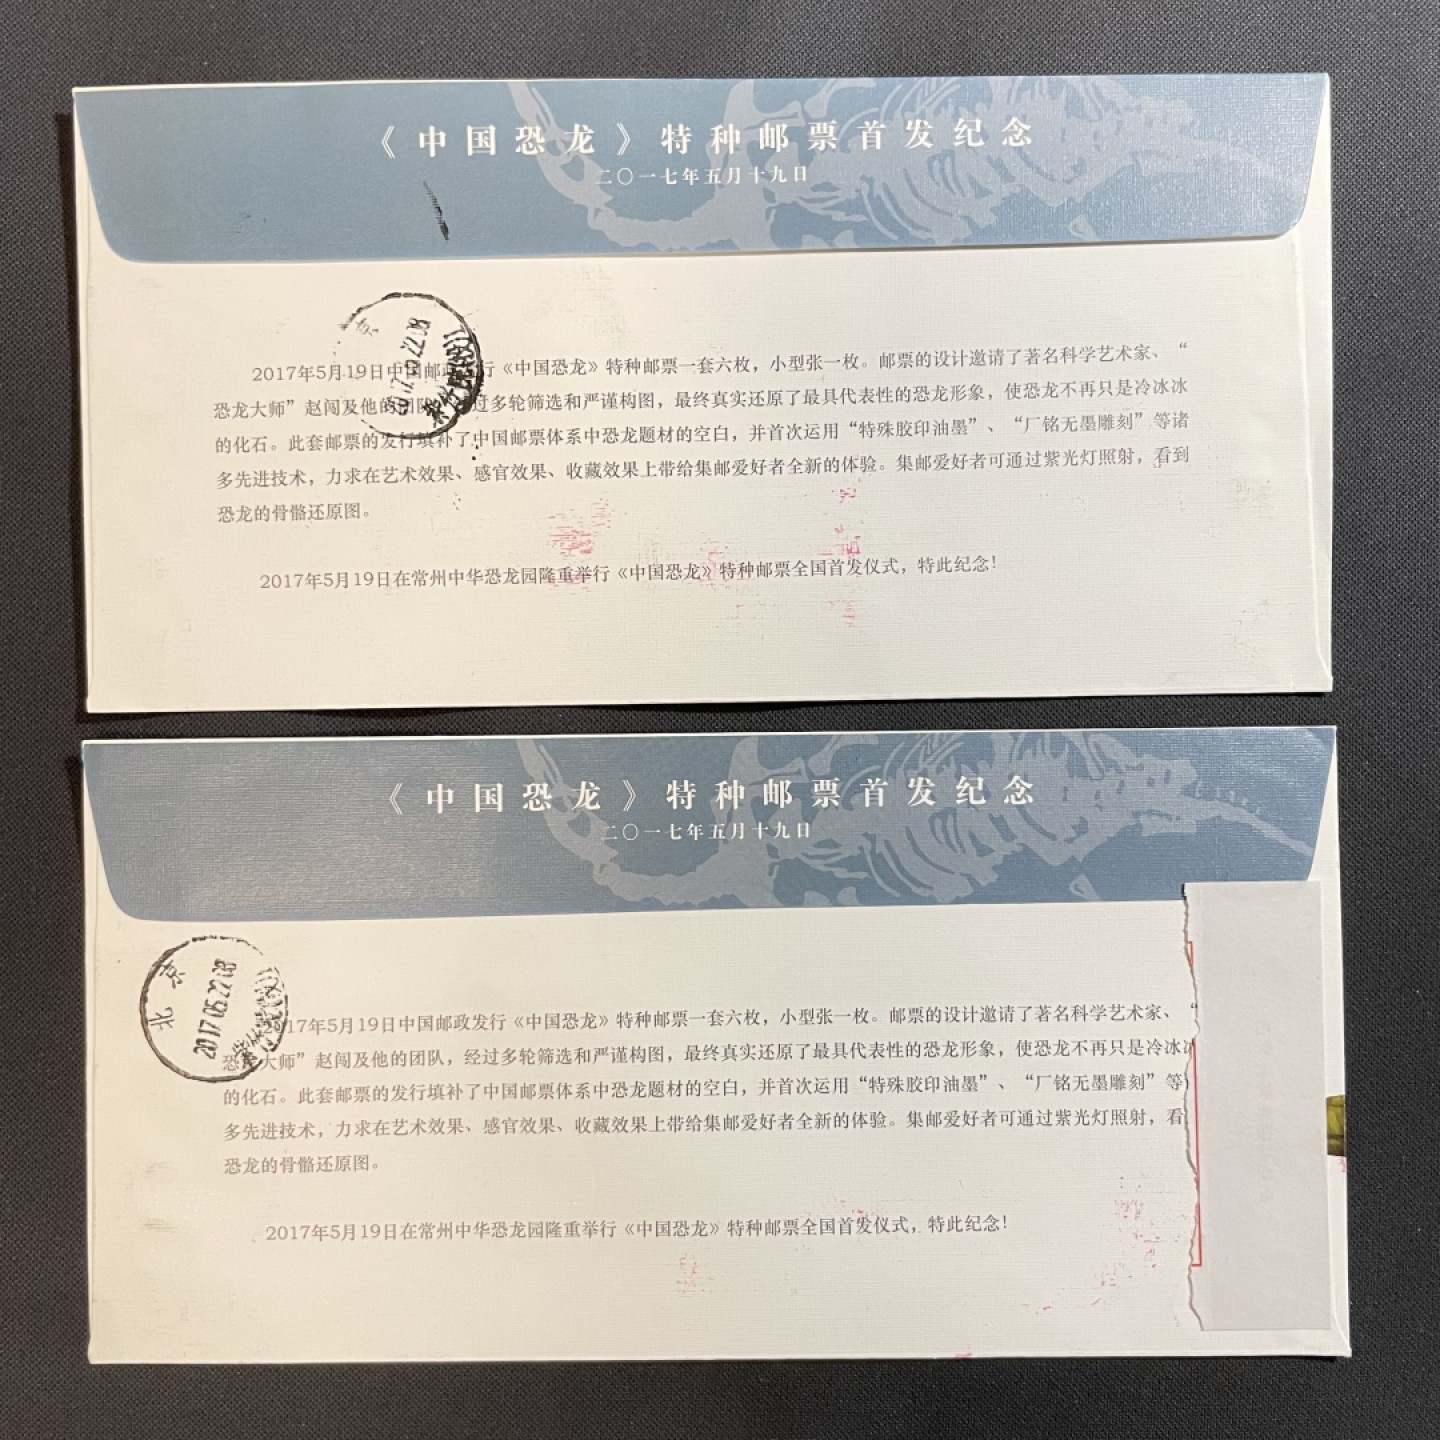 《中国恐龙》特种邮票首发纪念
二〇一七年五月十九日
2017年5月19日中国邮政发行《中国恐龙》特种邮票一套六枚，小型张一枚。邮票的设计邀请了著名科学艺术家、“
恐龙大师”赵闯及他的团队，经过多轮筛选和严谨构图，最终真实还原了最具代表性的恐龙形象，使恐龙不再只是冷冰冰
的化石。此套邮票的发行填补了中国邮票体系中恐龙题材的空白，并首次运用“特殊胶印油墨”、“厂铭无墨雕刻”等诸
多先进技术，力求在艺术效果、感官效果、收藏效果上带给集邮爱好者全新的体验。集邮爱好者可通过紫光灯照射，看到
恐龙的骨骼还原图。
2017年5月19日在常州中华恐龙园隆重举行《中国恐龙》特种邮票全国首发仪式，特此纪念！
《中国恐龙》特种邮票首发纪念
二〇一七年五月十九日
北京
2017.05.22.08
2017年5月19日中国邮政发行《中国恐龙》特种邮票一套六枚，小型张一枚。邮票的设计邀请了著名科学艺术家、“
恐龙大师”赵闯及他的团队，经过多轮筛选和严谨构图，最终真实还原了最具代表性的恐龙形象，使恐龙不再只是冷冰
的化石。此套邮票的发行填补了中国邮票体系中恐龙题材的空白，并首次运用“特殊胶印油墨”、“厂铭无墨雕刻”等
多先进技术，力求在艺术效果、感官效果、收藏效果上带给集邮爱好者全新的体验。集邮爱好者可通过紫光灯照射，看
恐龙的骨骼还原图。
2017年5月19日在常州中华恐龙园隆重举行《中国恐龙》特种邮票全国首发仪式，特此纪念！